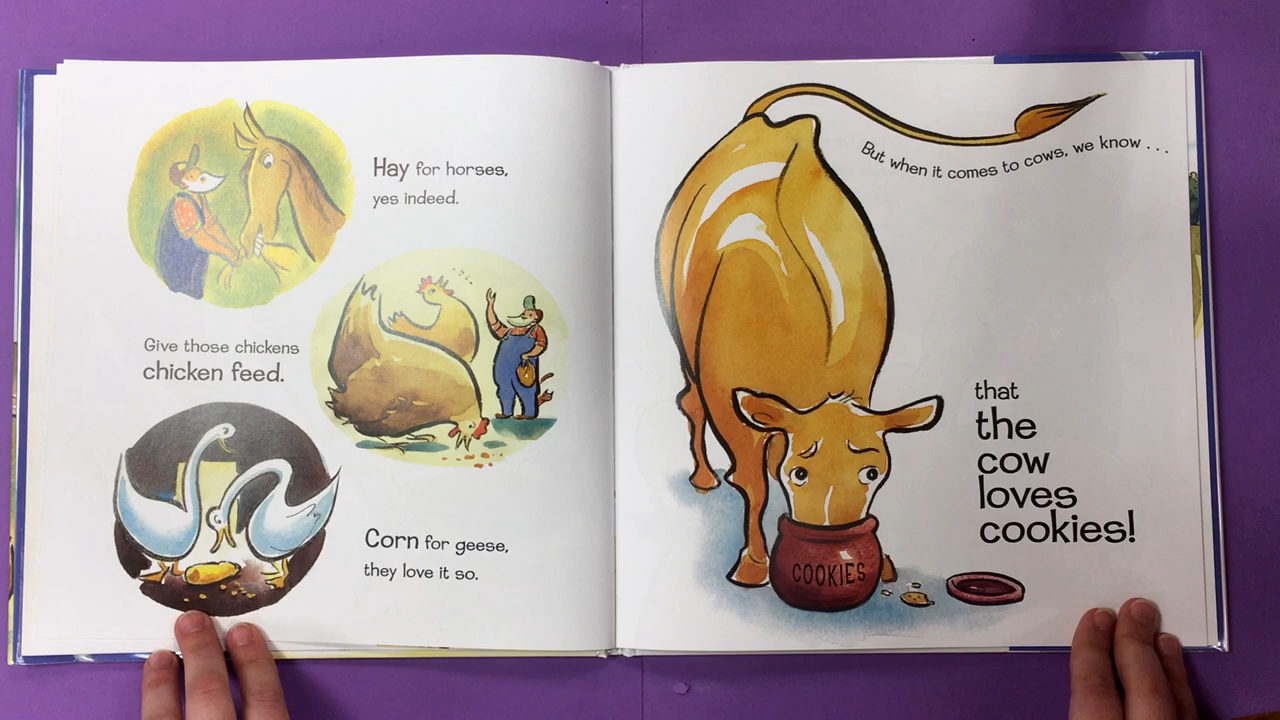 Hay for horses,
yes indeed.
Give those chickens
chicken feed.
Corn for geese,
they love it so.
But when it comes to cows, we know . . .
that
the
cow
loves
cookies!
COOKIES